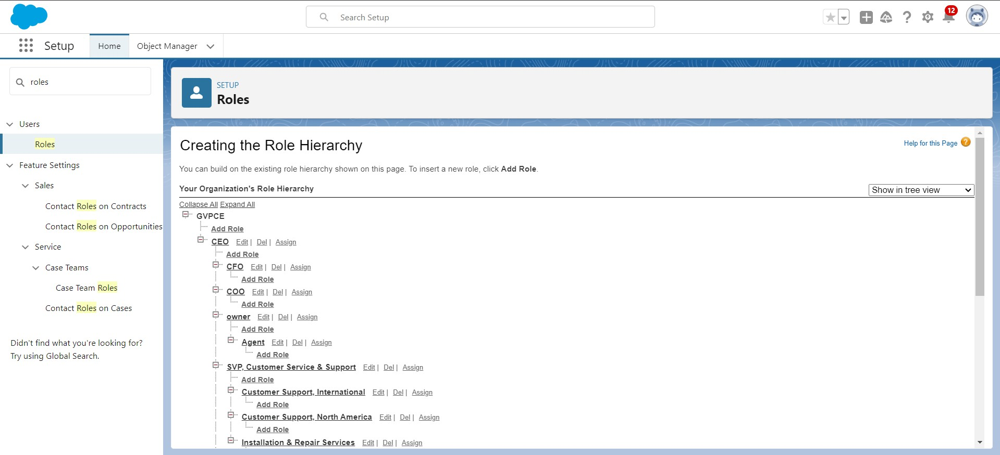 Search Setup
12
Setup
Home
Object Manager
roles
Users
Roles
Feature Settings
Sales
Contact Roles on Contracts
Contact Roles on Opportunities
Service
Case Teams
Case Team Roles
Contact Roles on Cases
Didn't find what you're looking for?
Try using Global Search.
SETUP
Roles
Creating the Role Hierarchy
Help for this Page ?
You can build on the existing role hierarchy shown on this page. To insert a new role, click Add Role.
Your Organization's Role Hierarchy
Show in tree view
Collapse All Expand All
GVPCE
Add Role
CEO Edit | Del | Assign
Add Role
CFO Edit | Del | Assign
Add Role
COO Edit | Del | Assign
Add Role
owner Edit | Del | Assign
Add Role
Agent Edit | Del | Assign
Add Role
SVP, Customer Service & Support Edit | Del | Assign
Add Role
Customer Support, International Edit | Del | Assign
Add Role
Customer Support, North America Edit | Del | Assign
Add Role
Installation & Repair Services Edit | Del | Assign